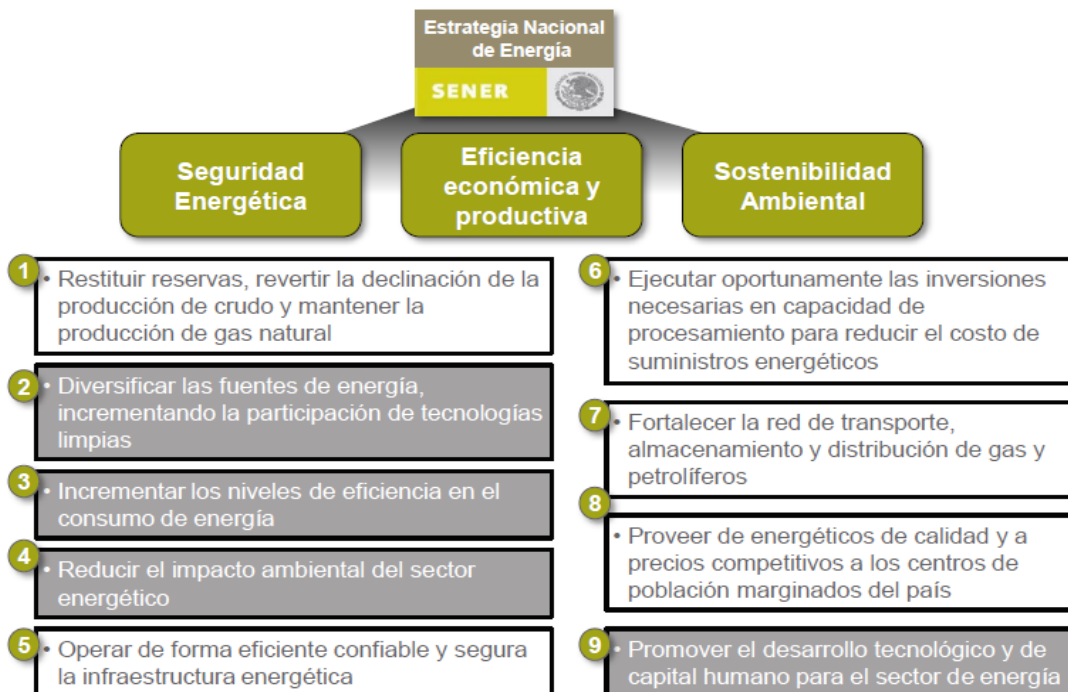 Estrategia Nacional
de Energía
SENER
Seguridad
Energética
Eficiencia
económica y
productiva
Sostenibilidad
Ambiental
1
• Restituir reservas, revertir la declinación de la
producción de crudo y mantener la
producción de gas natural
2
• Diversificar las fuentes de energía,
incrementando la participación de tecnologías
limpias
3
• Incrementar los niveles de eficiencia en el
consumo de energía
4
• Reducir el impacto ambiental del sector
energético
5
• Operar de forma eficiente confiable y segura
la infraestructura energética
6
• Ejecutar oportunamente las inversiones
necesarias en capacidad de
procesamiento para reducir el costo de
suministros energéticos
7
• Fortalecer la red de transporte,
almacenamiento y distribución de gas y
petrolíferos
8
• Proveer de energéticos de calidad y a
precios competitivos a los centros de
población marginados del país
9
• Promover el desarrollo tecnológico y de
capital humano para el sector de energía